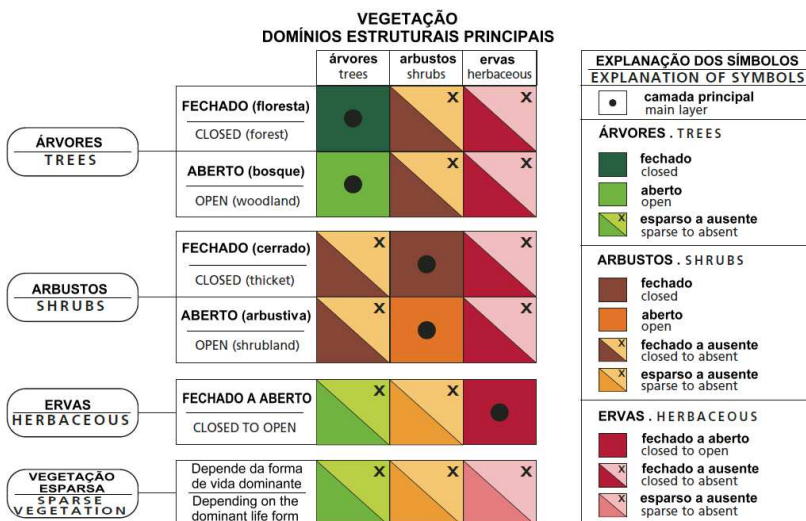 VEGETAÇÃO
DOMÍNIOS ESTRUTURAIS PRINCIPAIS
árvores
trees
arbustos
shrubs
ervas
herbaceous
ÁRVORES
TREES
FECHADO (floresta)
CLOSED (forest)
X
X
ABERTO (bosque)
OPEN (woodland)
X
X
ARBUSTOS
SHRUBS
FECHADO (cerrado)
CLOSED (thicket)
X
X
ABERTO (arbustiva)
OPEN (shrubland)
X
X
ERVAS
HERBACEOUS
FECHADO A ABERTO
CLOSED TO OPEN
X
X
VEGETAÇÃO
ESPARSA
SPARSE
VEGETATION
Depende da forma
de vida dominante
Depending on the
dominant life form
X
X
X
EXPLANAÇÃO DOS SÍMBOLOS
EXPLANATION OF SYMBOLS
camada principal
main layer
ÁRVORES . TREES
fechado
closed
aberto
open
X
esparso a ausente
sparse to absent
ARBUSTOS . SHRUBS
fechado
closed
aberto
open
X
fechado a ausente
closed to absent
X
esparso a ausente
sparse to absent
ERVAS . HERBACEOUS
fechado a aberto
closed to open
X
fechado a ausente
closed to absent
X
esparso a ausente
sparse to absent